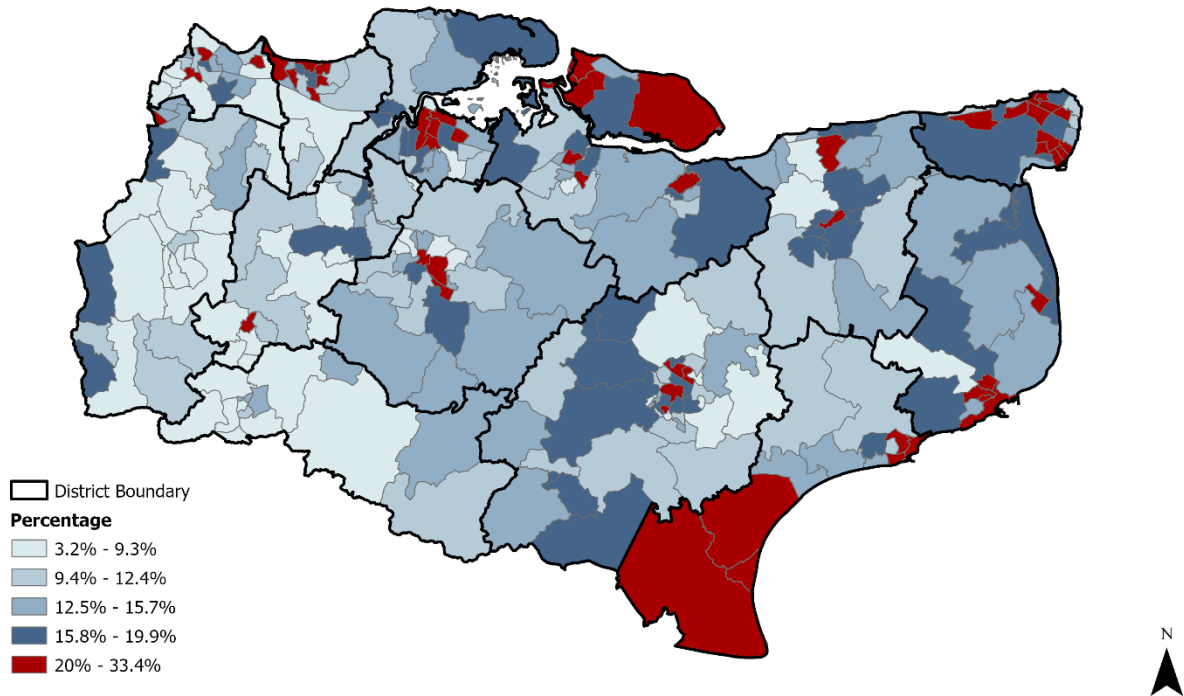 District Boundary
Percentage
3.2% - 9.3%
9.4% - 12.4%
12.5% - 15.7%
15.8% - 19.9%
20% - 33.4%
N